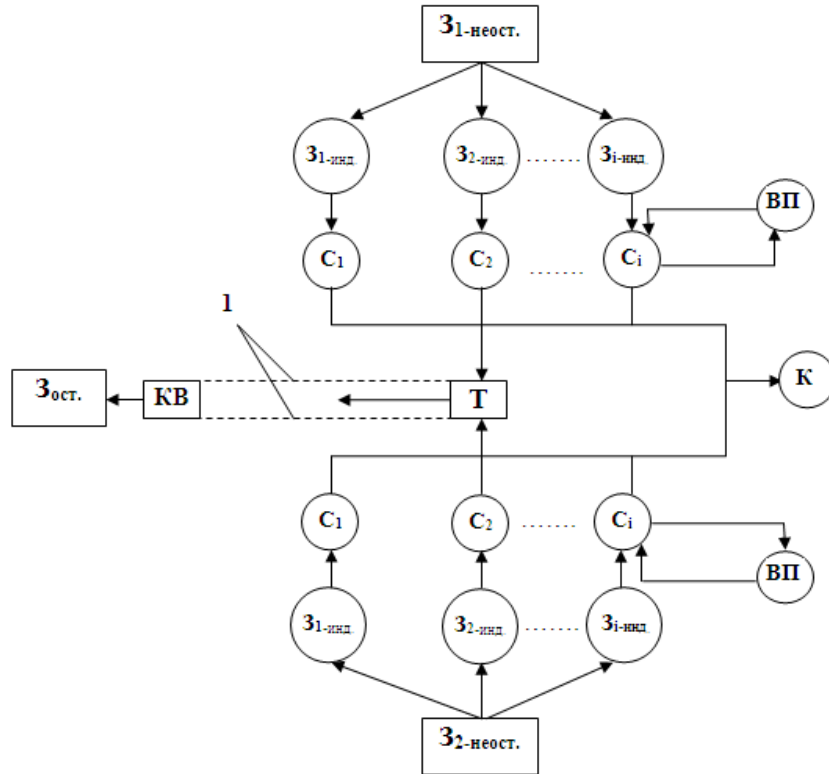 З1-неост.
З1-инд. З2-инд. ....... Зi-инд.
ВП
С1 С2 ....... Сi
1
Зост. КВ Т К
С1 С2 ....... Сi
ВП
З1-инд. З2-инд. ....... Зi-инд.
З2-неост.